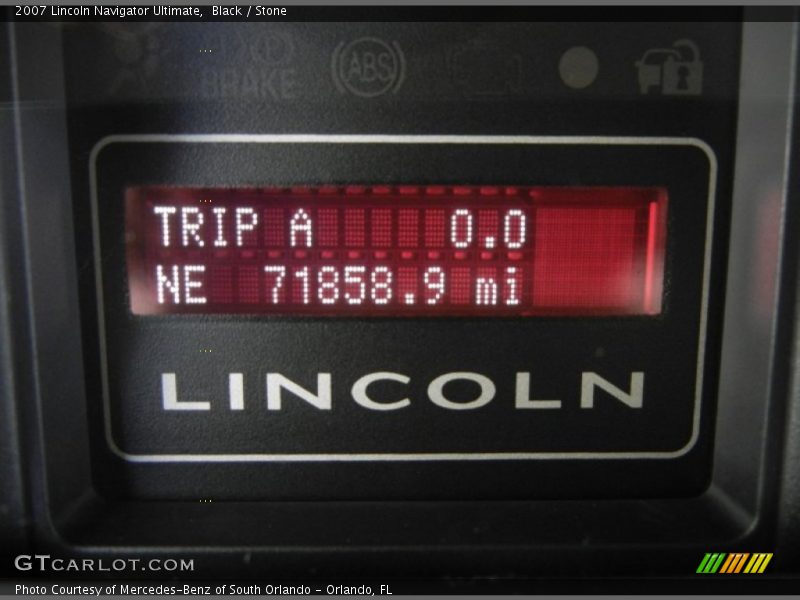 2007 Lincoln Navigator Ultimate,  Black / Stone
BRAKE
(P)
ABS
TRIP A 0.0
NE 71858.9 mi
LINCOLN
GTCARLOT.COM
Photo Courtesy of Mercedes-Benz of South Orlando - Orlando, FL